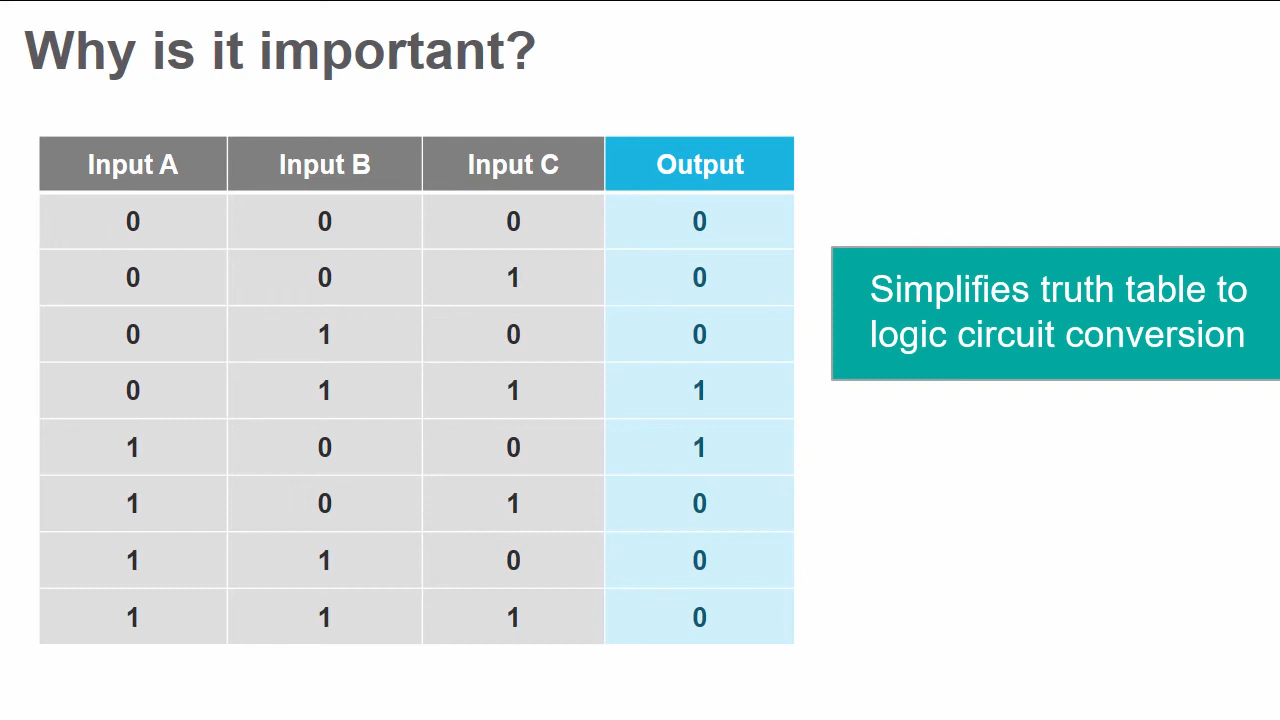 Why is it important?
Input A Input B Input C Output
0 0 0 0
0 0 1 0
0 1 0 0
0 1 1 1
1 0 0 1
1 0 1 0
1 1 0 0
1 1 1 0
Simplifies truth table to
logic circuit conversion